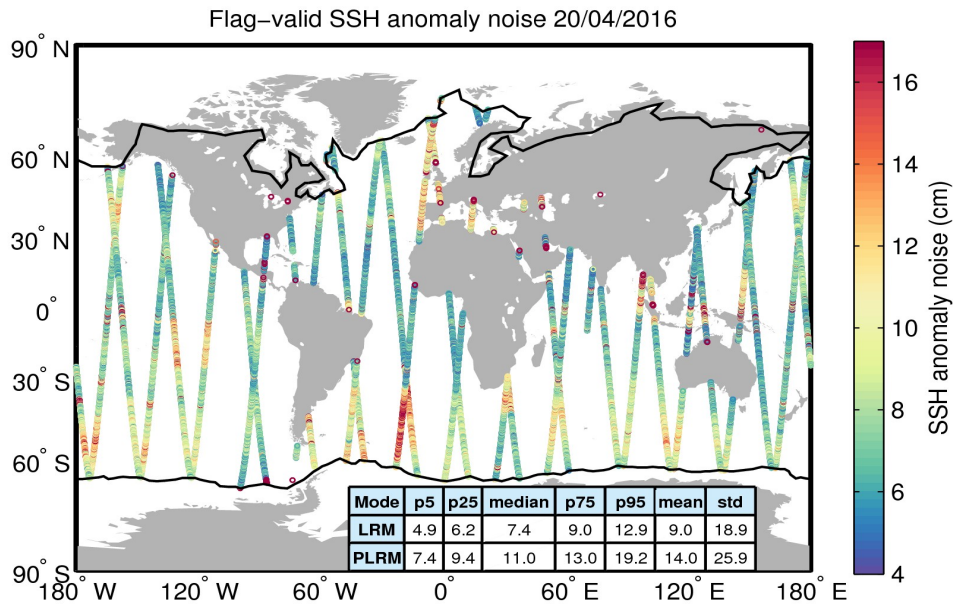 Flag−valid SSH anomaly noise 20/04/2016
90° N
60° N
30° N
0°
30° S
60° S
90° S
180° W
120° W
60° W
0°
60° E
120° E
180° E
Mode p5 p25 median p75 p95 mean std
LRM 4.9 6.2 7.4 9.0 12.9 9.0 18.9
PLRM 7.4 9.4 11.0 13.0 19.2 14.0 25.9
16
14
12
10
8
6
4
SSH anomaly noise (cm)